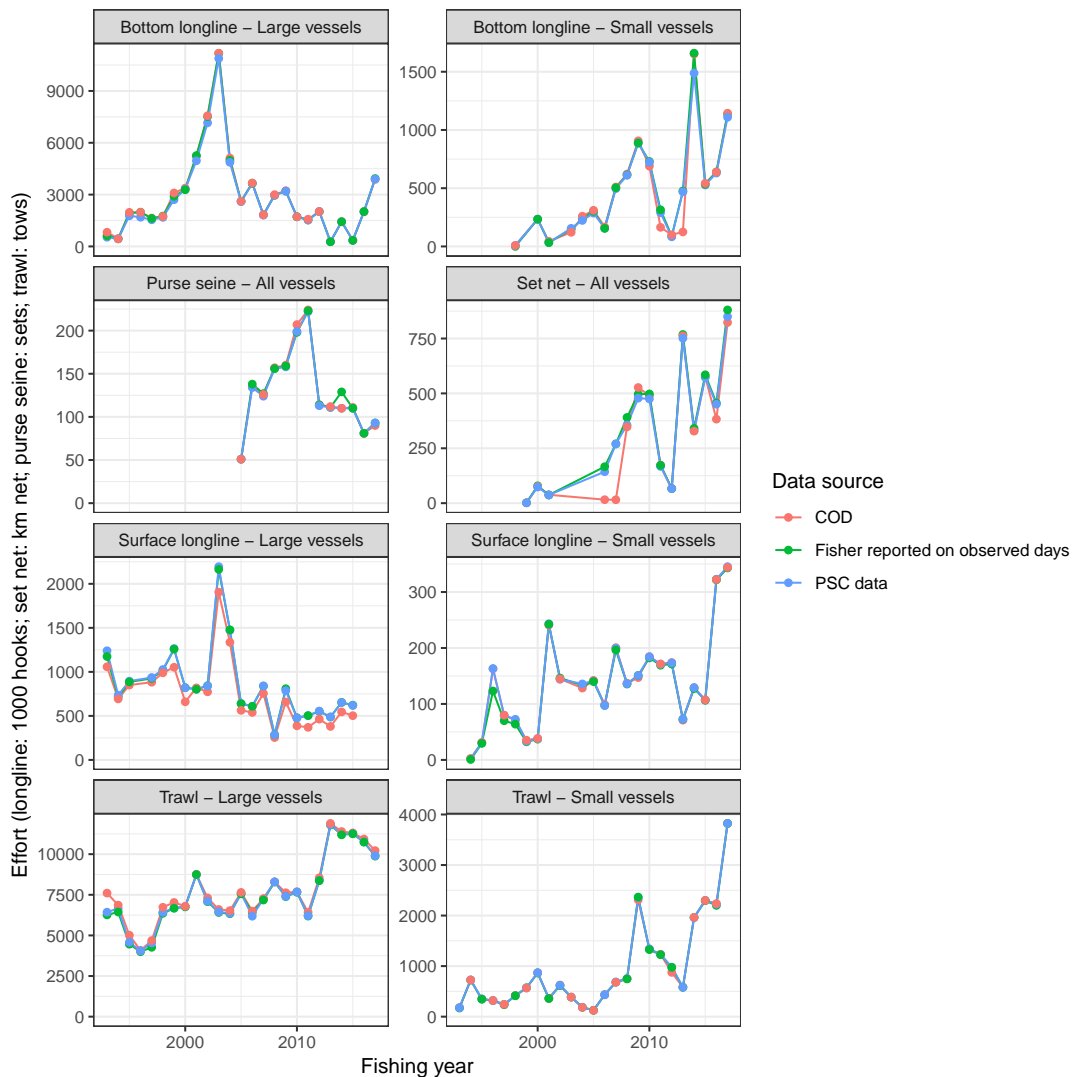 Effort (longline: 1000 hooks; set net: km net; purse seine: sets; trawl: tows)
Bottom longline − Large vessels
9000
6000
3000
0
Bottom longline − Small vessels
1500
1000
500
0
Purse seine − All vessels
200
150
100
50
0
Set net − All vessels
750
500
250
0
Surface longline − Large vessels
2000
1500
1000
500
0
Surface longline − Small vessels
300
200
100
0
Trawl − Large vessels
10000
7500
5000
2500
0
2000
2010
Trawl − Small vessels
4000
3000
2000
1000
0
2000
2010
Fishing year
Data source
COD
Fisher reported on observed days
PSC data